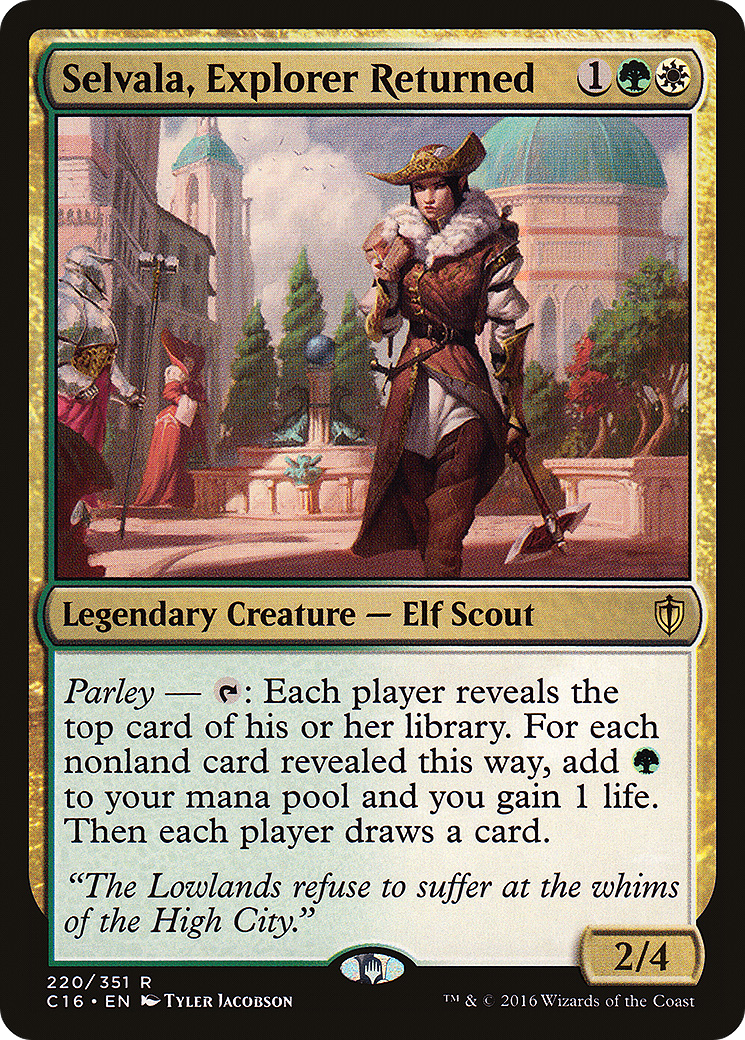 Selvala, Explorer Returned 1
Legendary Creature — Elf Scout
Parley — : Each player reveals the
top card of his or her library. For each
nonland card revealed this way, add
to your mana pool and you gain 1 life.
Then each player draws a card.
“The Lowlands refuse to suffer at the whims
of the High City.”
2/4
220/351 R
C16 • EN Tyler Jacobson
™ & © 2016 Wizards of the Coast